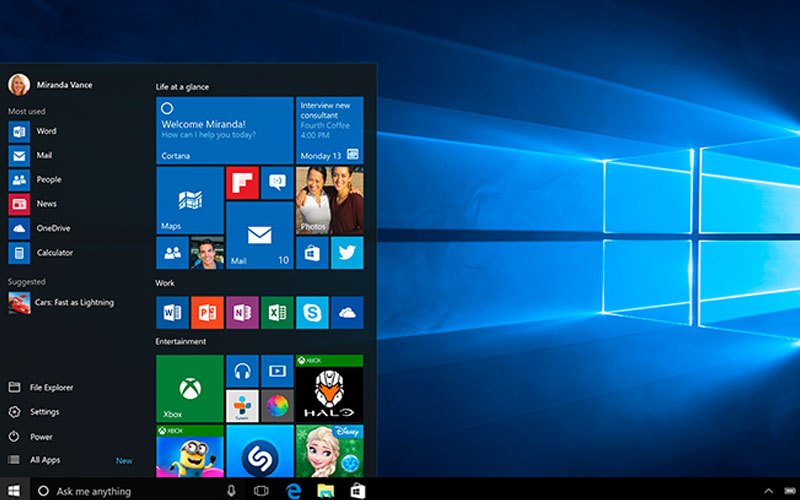 Miranda Vance
Most used
Word
Mail
People
News
OneDrive
Calculator
Suggested
Cars: Fast as Lightning
File Explorer
Settings
Power
All Apps New
Life at a glance
Welcome Miranda!
How can I help you today?
Cortana
Interview new
consultant
Fourth Coffee
4:00 PM
Monday 13
Maps
Mail 10
Photos
Work
Entertainment
Xbox
XBOX
HALO
XBOX
Disney
Ask me anything